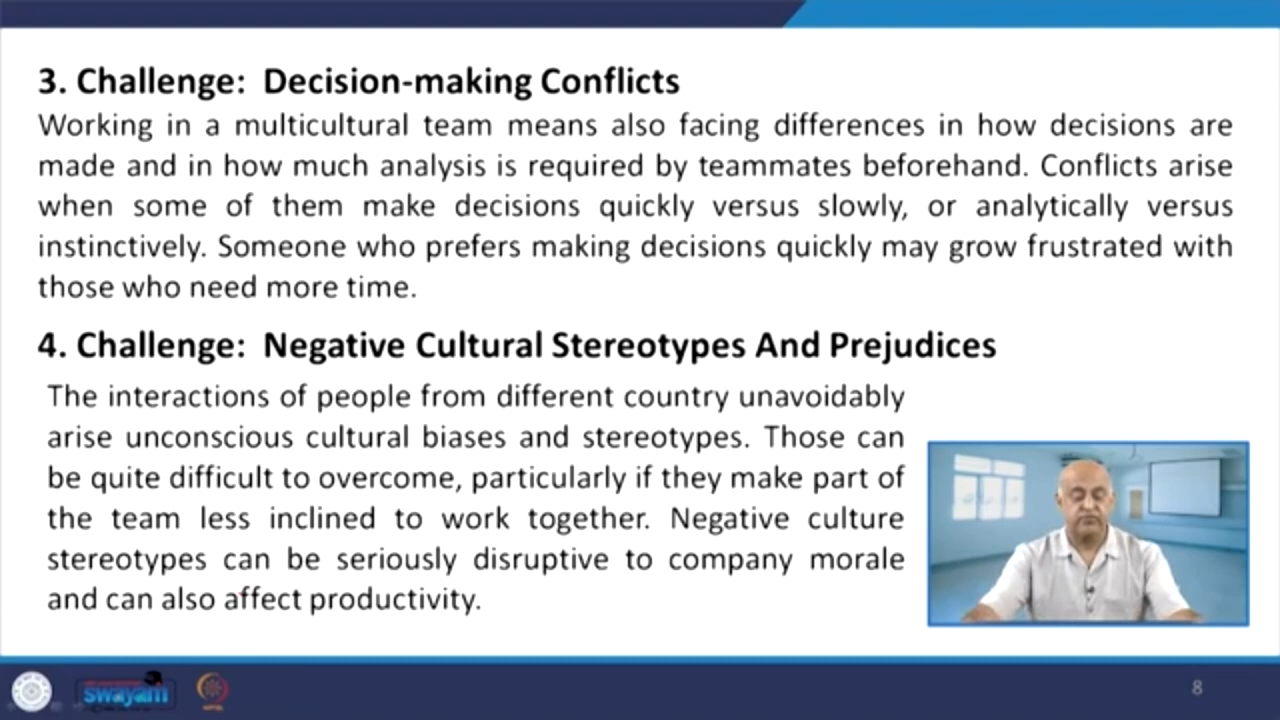 3. Challenge: Decision-making Conflicts
Working in a multicultural team means also facing differences in how decisions are
made and in how much analysis is required by teammates beforehand. Conflicts arise
when some of them make decisions quickly versus slowly, or analytically versus
instinctively. Someone who prefers making decisions quickly may grow frustrated with
those who need more time.
4. Challenge: Negative Cultural Stereotypes And Prejudices
The interactions of people from different country unavoidably
arise unconscious cultural biases and stereotypes. Those can
be quite difficult to overcome, particularly if they make part of
the team less inclined to work together. Negative culture
stereotypes can be seriously disruptive to company morale
and can also affect productivity.
swayam
8